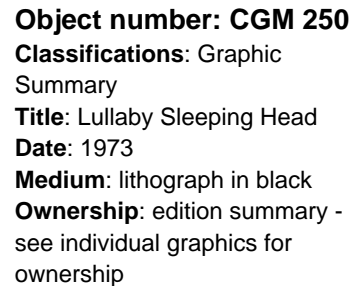 Object number: CGM 250
Classifications: Graphic
Summary
Title: Lullaby Sleeping Head
Date: 1973
Medium: lithograph in black
Ownership: edition summary -
see individual graphics for
ownership